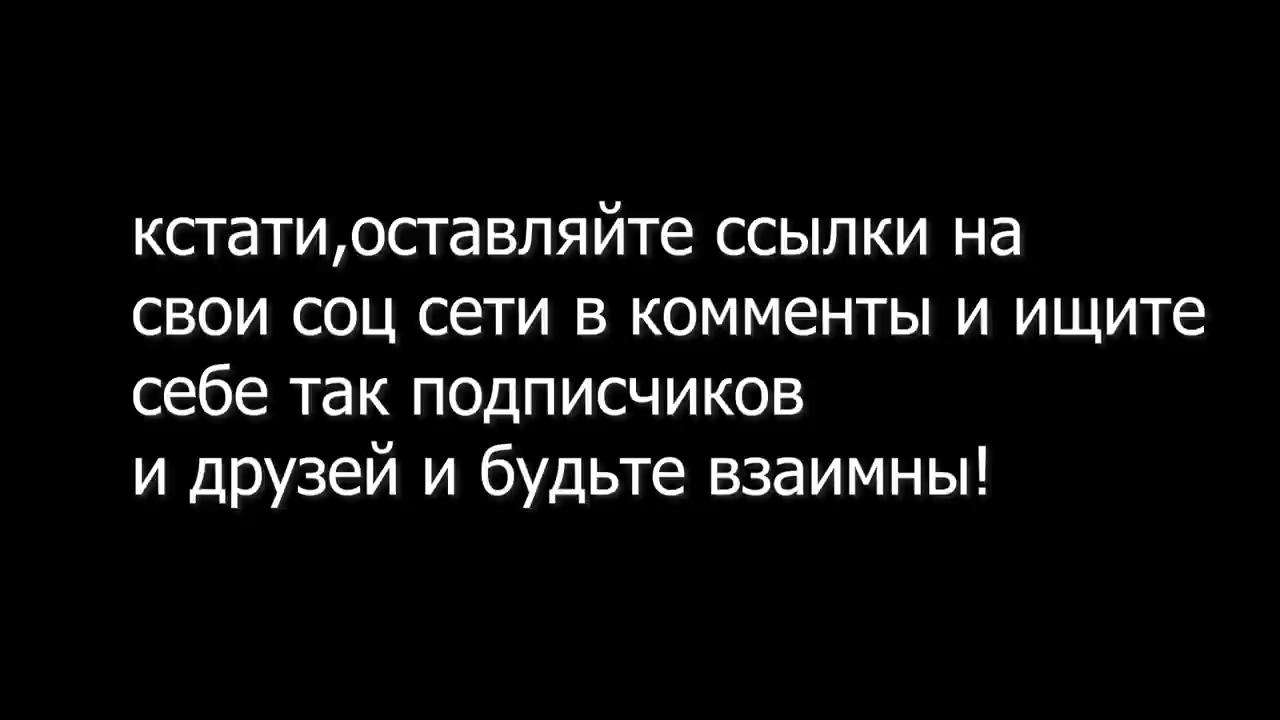 кстати,оставляйте ссылки на
свои соц сети в комменты и ищите
себе так подписчиков
и друзей и будьте взаимны!